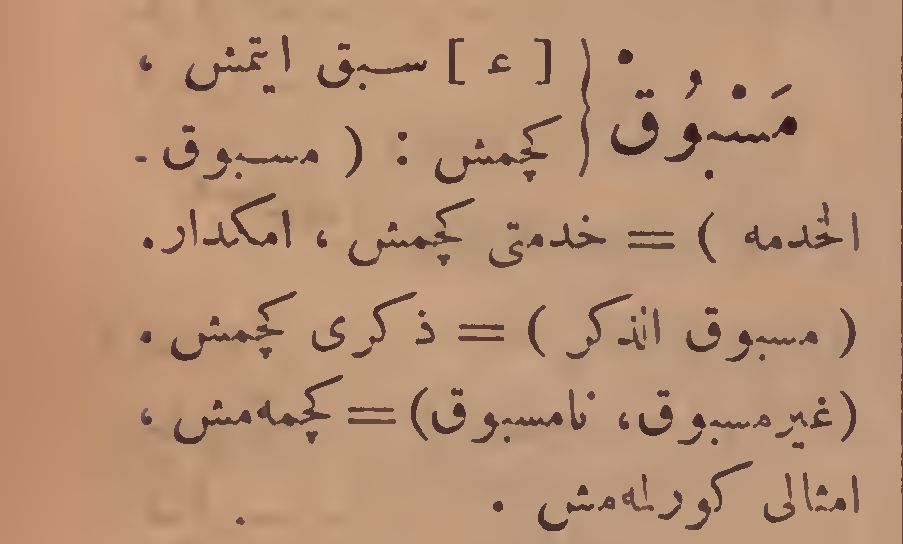 مَسْبُوُق { [ ع ] سبق ايتمش ،
كچمش : ( مسبوق -
الخدمه ) = خدمتى كچمش ، امكدار.
( مسبوق الذكر ) = ذكرى كچمش .
(غيرمسبوق، نامسبوق) = كچمه‌مش ،
امثالى كورلمه‌مش .